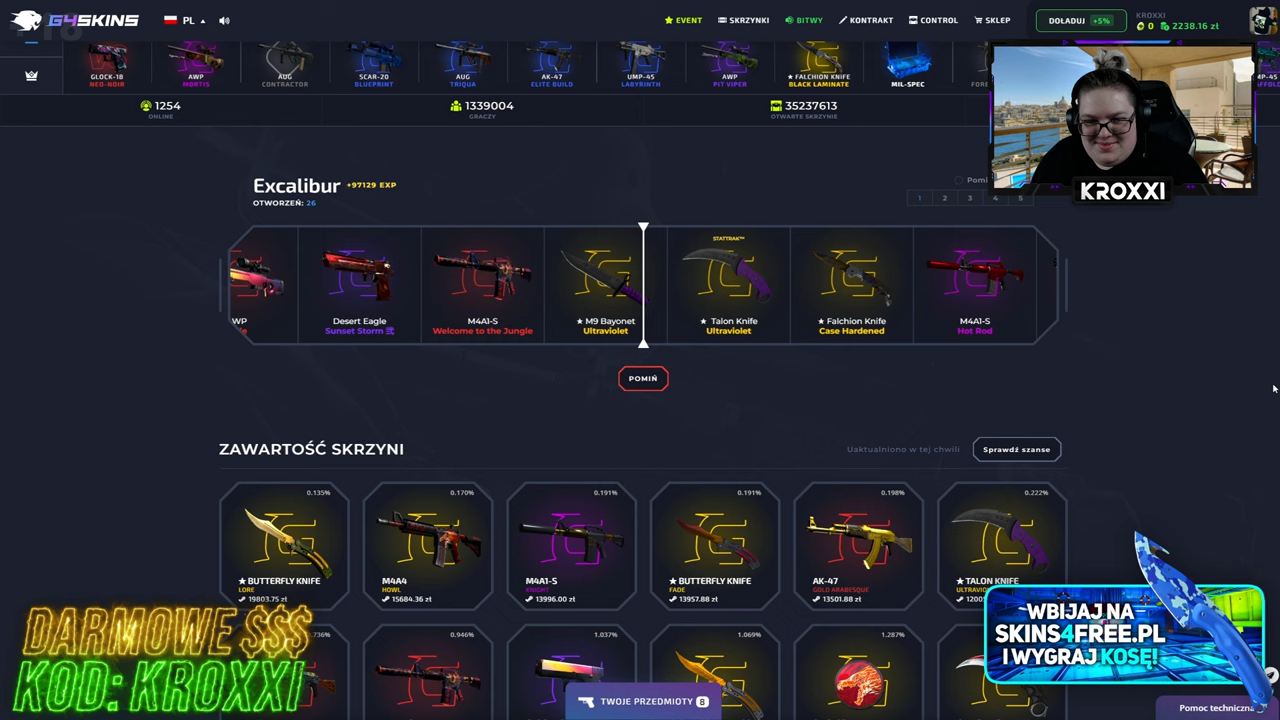 G4SKINS
PL
EVENT
SKRZYNKI
BITWY
KONTRAKT
CONTROL
SKLEP
DOŁADUJ +5%
KROXXI
0 2238.16 zł
GLOCK-18
NEO-NOIR
AWP
MORTIS
AUG
CONTRACTOR
SCAR-20
BLUEPRINT
AUG
TRIQUA
AK-47
ELITE BUILD
UMP-45
LABYRINTH
AWP
PIT VIPER
★ FALCHION KNIFE
BLACK LAMINATE
MIL-SPEC
1254
ONLINE
1339004
GRACZY
35237613
OTWARTE SKRZYNIE
KROXXI
Excalibur +97129 EXP
OTWORZEŃ: 26
Pomi
1 2 3 4 5
WP
Desert Eagle
Sunset Storm 弐
M4A1-S
Welcome to the Jungle
★ M9 Bayonet
Ultraviolet
STATTRAK™
★ Talon Knife
Ultraviolet
★ Falchion Knife
Case Hardened
M4A1-S
Hot Rod
POMIŃ
ZAWARTOŚĆ SKRZYNI
Uaktualniono w tej chwili
Sprawdź szanse
0.135%
★ BUTTERFLY KNIFE
LORE
19803.75 zł
0.170%
M4A4
HOWL
15684.36 zł
0.191%
M4A1-S
KNIGHT
13996.00 zł
0.191%
★ BUTTERFLY KNIFE
FADE
13957.88 zł
0.198%
AK-47
GOLD ARABESQUE
13501.88 zł
0.222%
★ TALON KNIFE
0.946%
1.037%
1.069%
1.287%
DARMOWE $$$
KOD: KROXXI
WBIJAJ NA
SKINS4FREE.PL
I WYGRAJ KOSĘ!
TWOJE PRZEDMIOTY 8
Pomoc techniczna